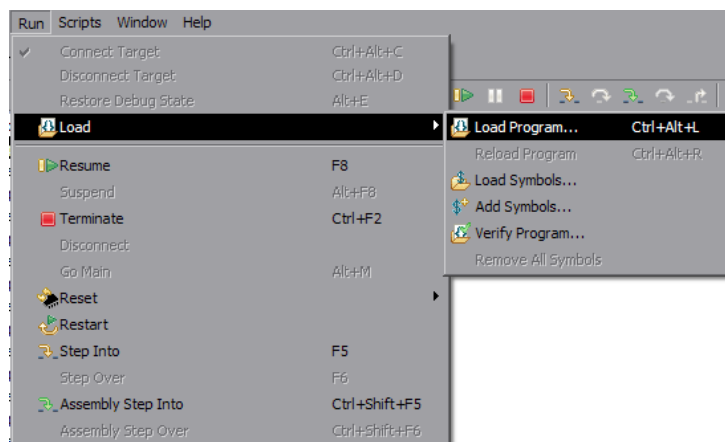 Run Scripts Window Help
Connect Target Ctrl+Alt+C
Disconnect Target Ctrl+Alt+D
Restore Debug State Alt+E
Load
Resume F8
Suspend Alt+F8
Terminate Ctrl+F2
Disconnect
Go Main Alt+M
Reset
Restart
Step Into F5
Step Over F6
Assembly Step Into Ctrl+Shift+F5
Assembly Step Over Ctrl+Shift+F6
Load Program... Ctrl+Alt+L
Reload Program Ctrl+Alt+R
Load Symbols...
Add Symbols...
Verify Program...
Remove All Symbols